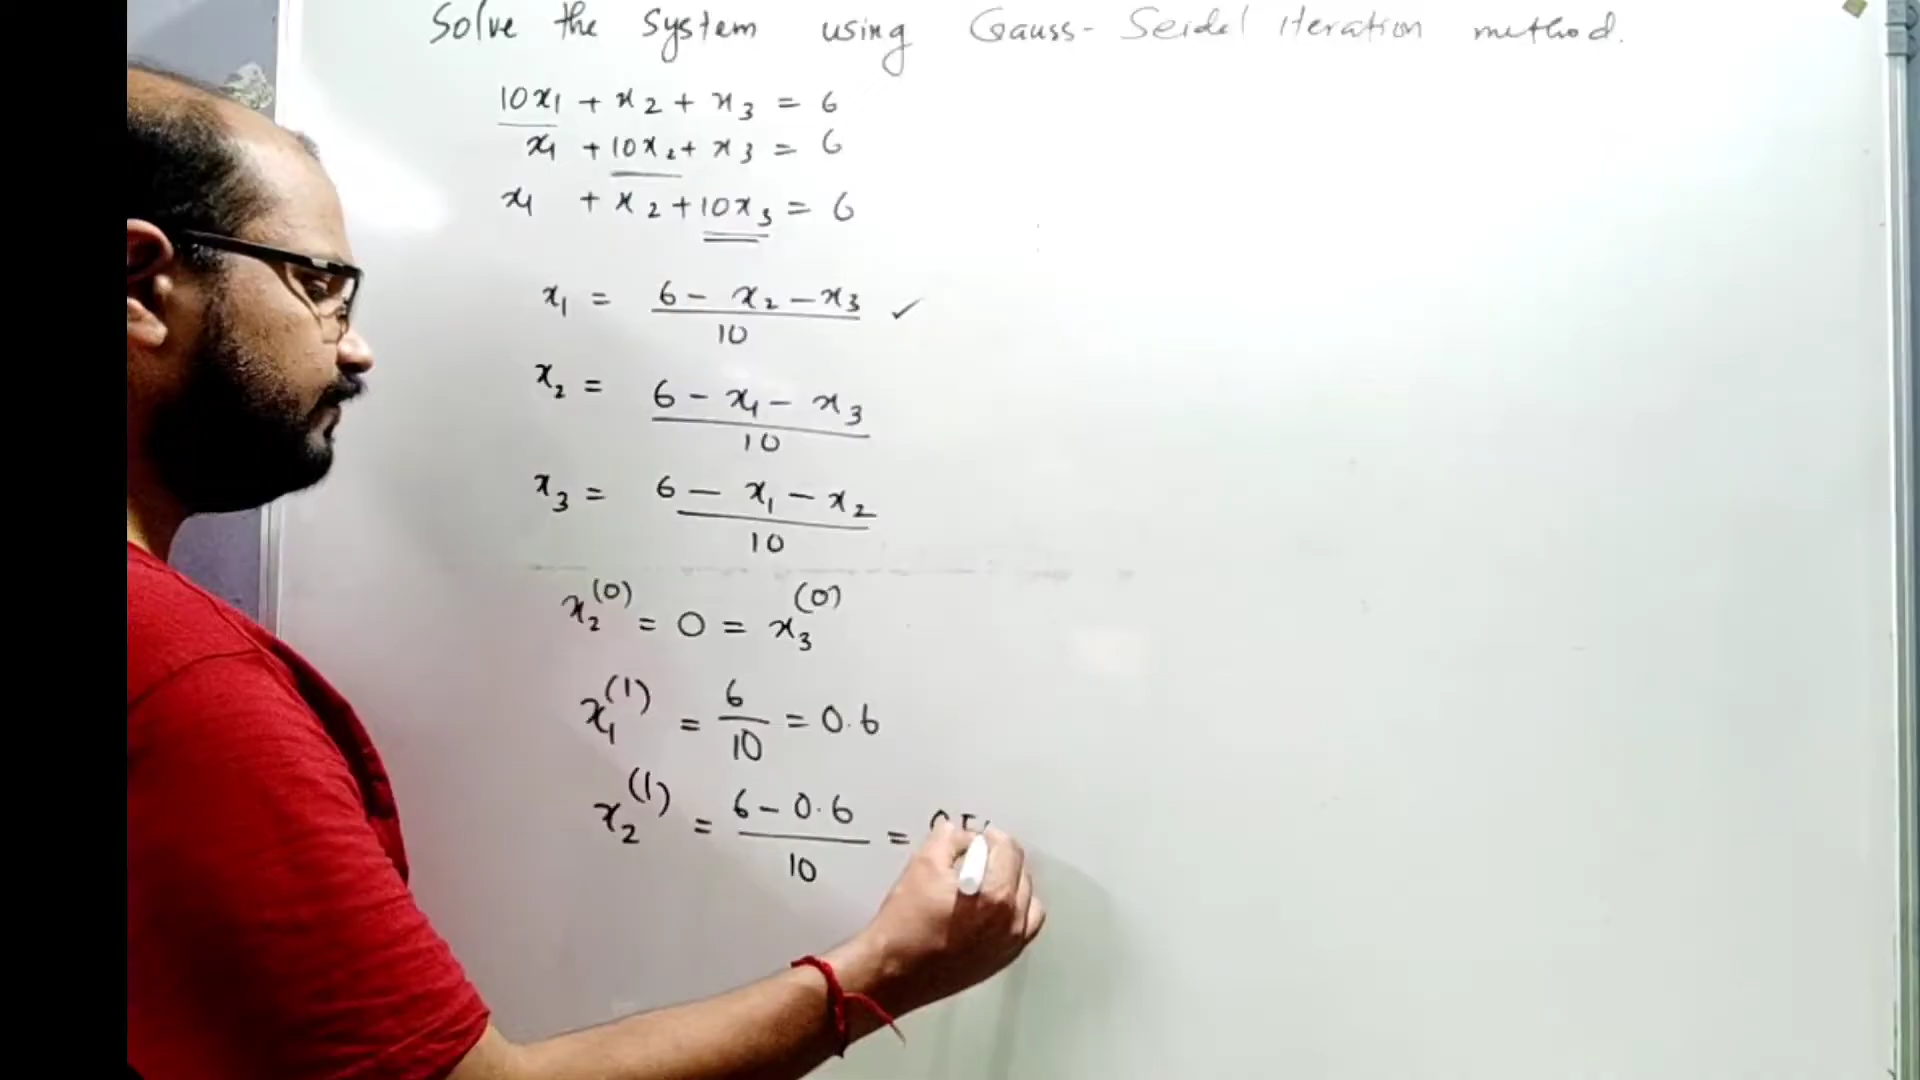 Solve the system using Gauss-Seidel iteration method.
10x₁ + x₂ + x₃ = 6
x₁ + 10x₂ + x₃ = 6
x₁ + x₂ + 10x₃ = 6
x₁ = (6 - x₂ - x₃)/10 ✓
x₂ = (6 - x₁ - x₃)/10
x₃ = (6 - x₁ - x₂)/10
x₂⁽⁰⁾ = 0 = x₃⁽⁰⁾
x₁⁽¹⁾ = 6/10 = 0.6
x₂⁽¹⁾ = (6 - 0.6)/10 =